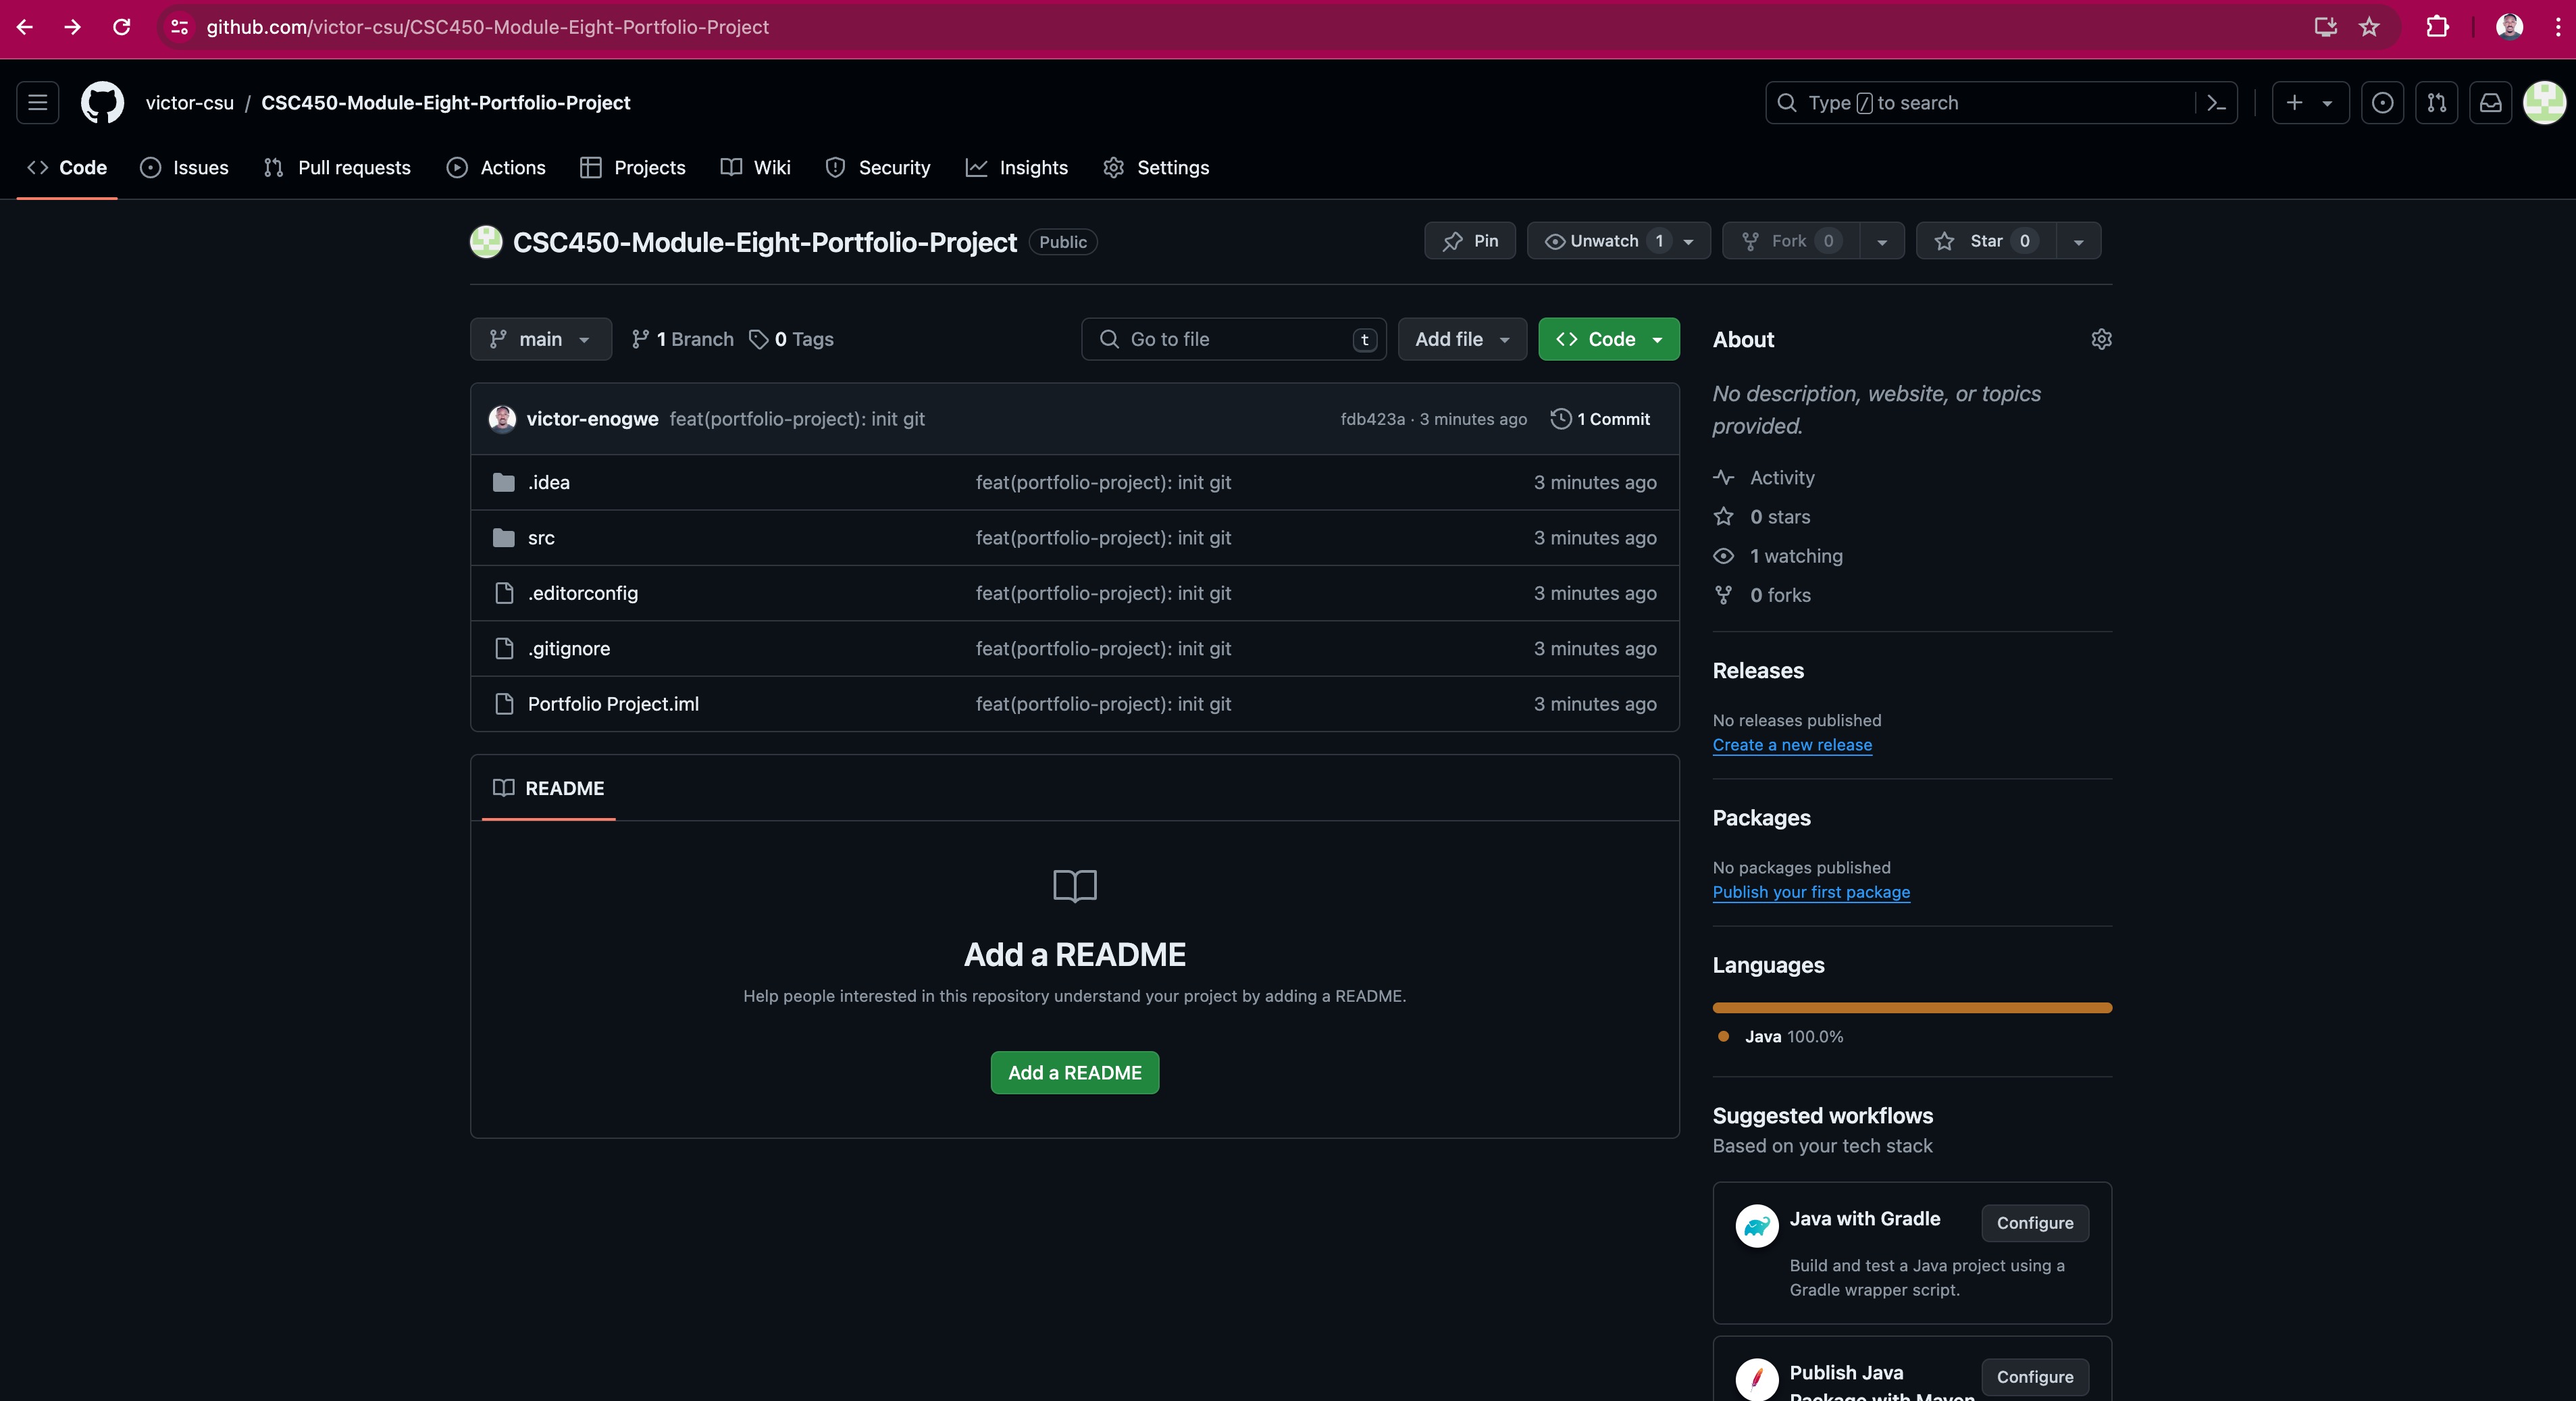 github.com/victor-csu/CSC450-Module-Eight-Portfolio-Project
victor-csu / CSC450-Module-Eight-Portfolio-Project
Type / to search
Code Issues Pull requests Actions Projects Wiki Security Insights Settings
CSC450-Module-Eight-Portfolio-Project Public
Pin Unwatch 1 Fork 0 Star 0
main 1 Branch 0 Tags Go to file t Add file Code
victor-enogwe feat(portfolio-project): init git fdb423a · 3 minutes ago 1 Commit
.idea feat(portfolio-project): init git 3 minutes ago
src feat(portfolio-project): init git 3 minutes ago
.editorconfig feat(portfolio-project): init git 3 minutes ago
.gitignore feat(portfolio-project): init git 3 minutes ago
Portfolio Project.iml feat(portfolio-project): init git 3 minutes ago
README
Add a README
Help people interested in this repository understand your project by adding a README.
Add a README
About
No description, website, or topics
provided.
Activity
0 stars
1 watching
0 forks
Releases
No releases published
Create a new release
Packages
No packages published
Publish your first package
Languages
Java 100.0%
Suggested workflows
Based on your tech stack
Java with Gradle Configure
Build and test a Java project using a
Gradle wrapper script.
Publish Java Configure
Package with Maven